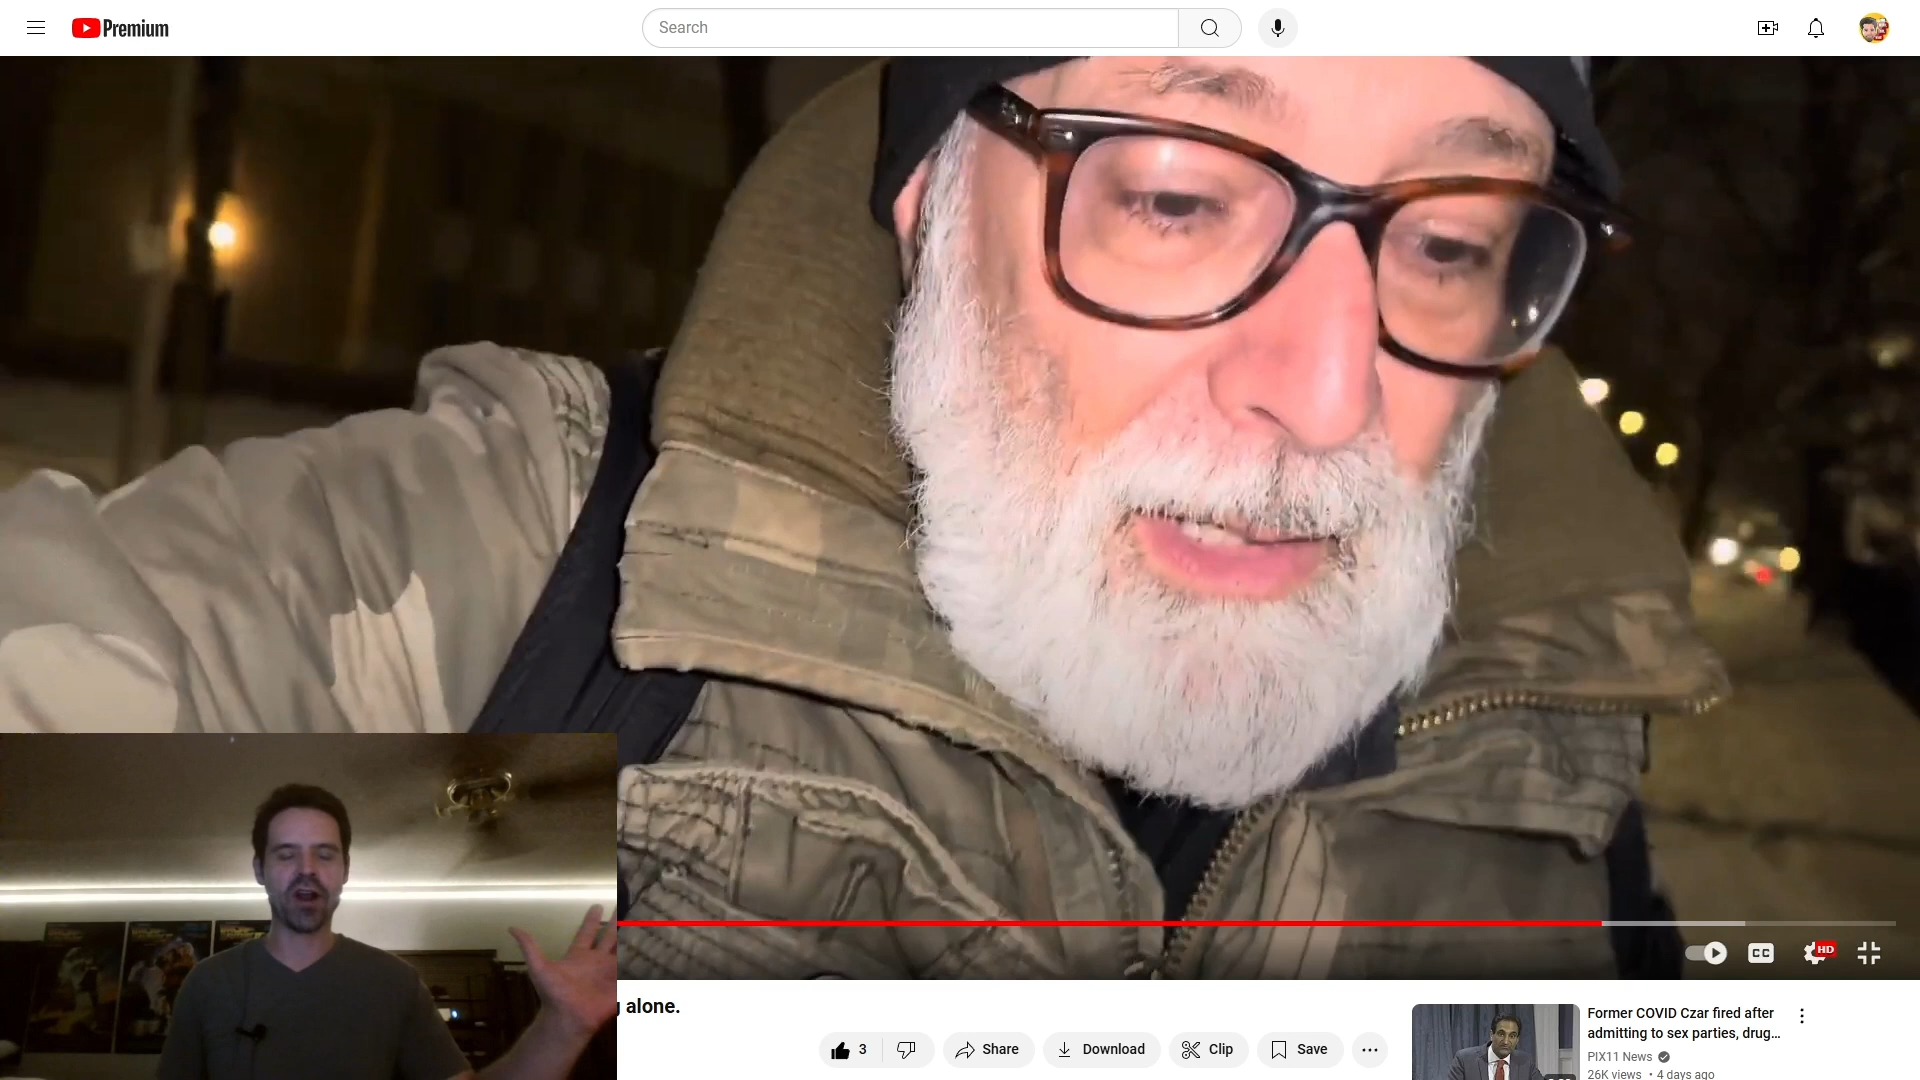 Premium
Search
CC
HD
alone.
3
Share
Download
Clip
Save
Former COVID Czar fired after
admitting to sex parties, drug...
PIX11 News
26K views • 4 days ago